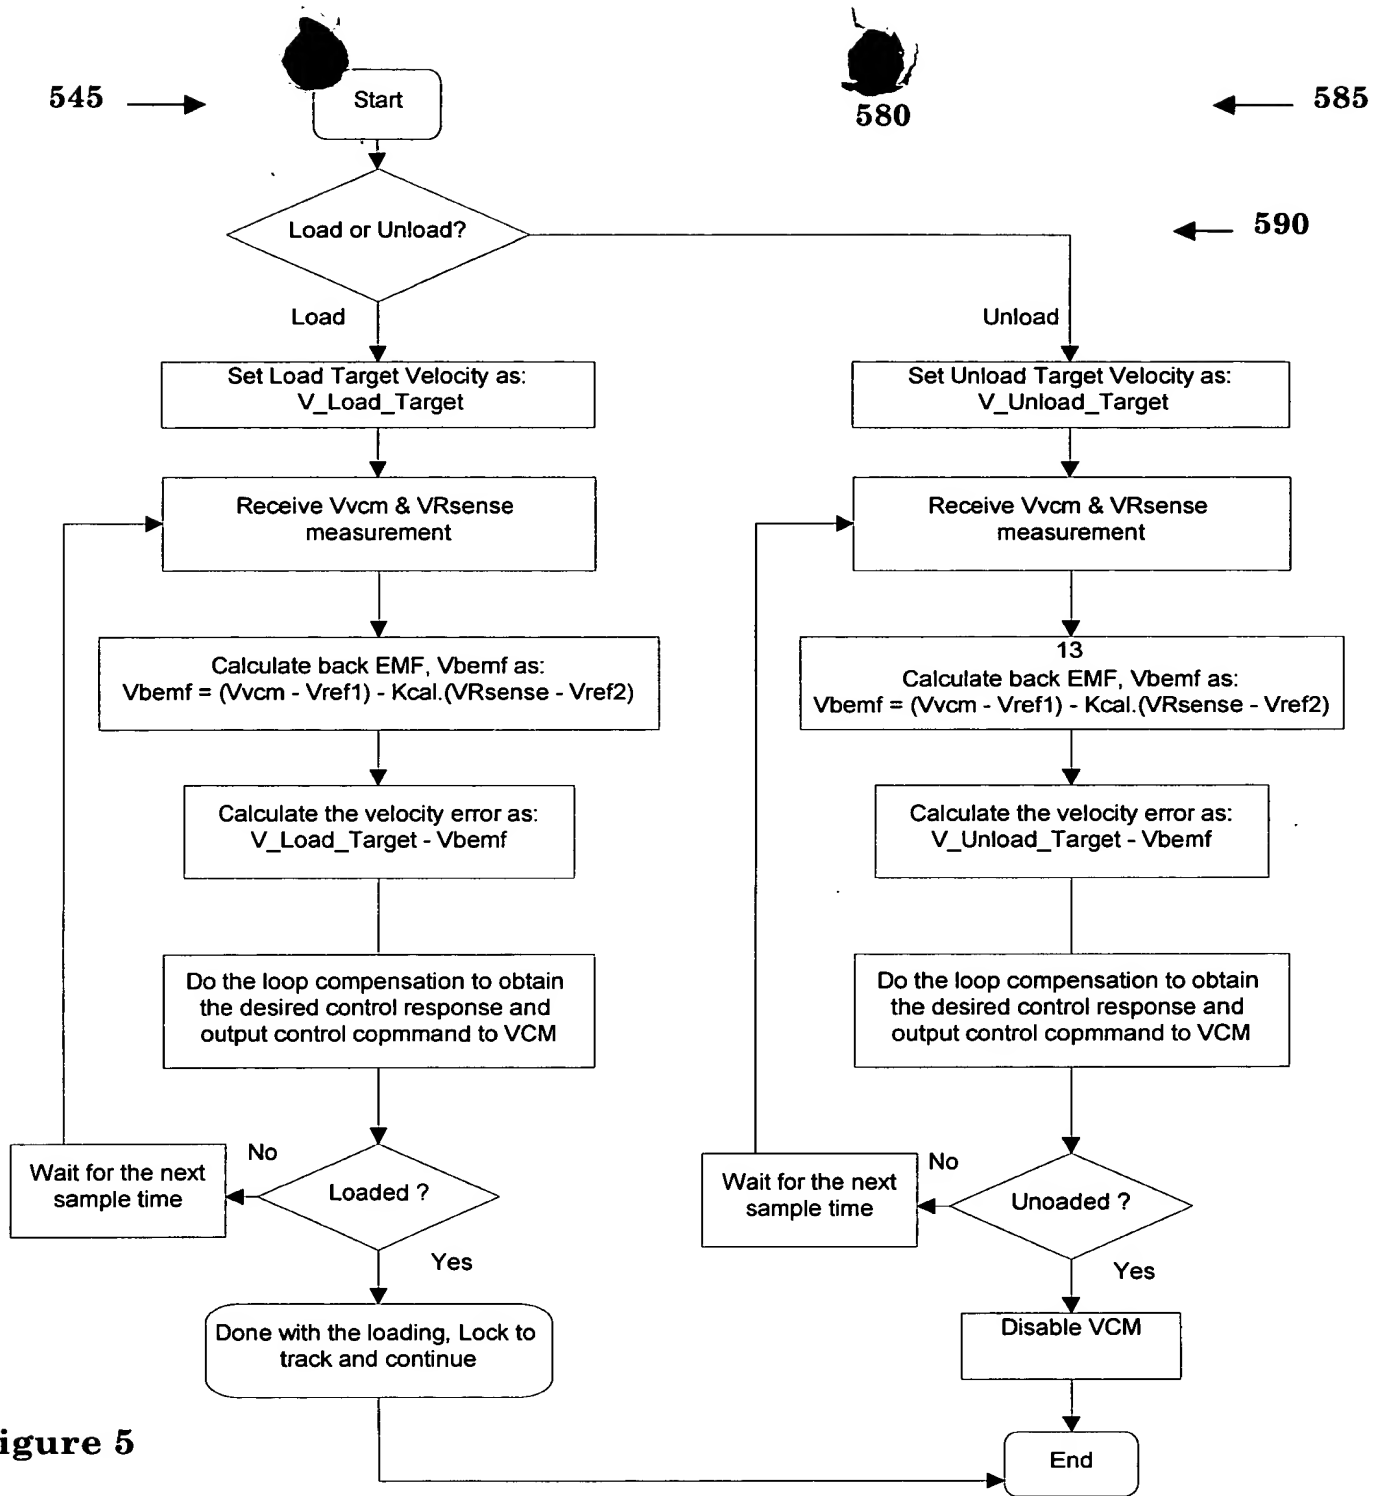 545
Start
580
585
Load or Unload?
590
Load
Unload
Set Load Target Velocity as:
V_Load_Target
Receive Vvcm & VRsense
measurement
Calculate back EMF, Vbemf as:
Vbemf = (Vvcm - Vref1) - Kcal.(VRsense - Vref2)
Calculate the velocity error as:
V_Load_Target - Vbemf
Do the loop compensation to obtain
the desired control response and
output control copmmand to VCM
No
Wait for the next
sample time
Loaded ?
Yes
Done with the loading, Lock to
track and continue
Set Unload Target Velocity as:
V_Unload_Target
Receive Vvcm & VRsense
measurement
13
Calculate back EMF, Vbemf as:
Vbemf = (Vvcm - Vref1) - Kcal.(VRsense - Vref2)
Calculate the velocity error as:
V_Unload_Target - Vbemf
Do the loop compensation to obtain
the desired control response and
output control copmmand to VCM
No
Wait for the next
sample time
Unoaded ?
Yes
Disable VCM
End
igure 5